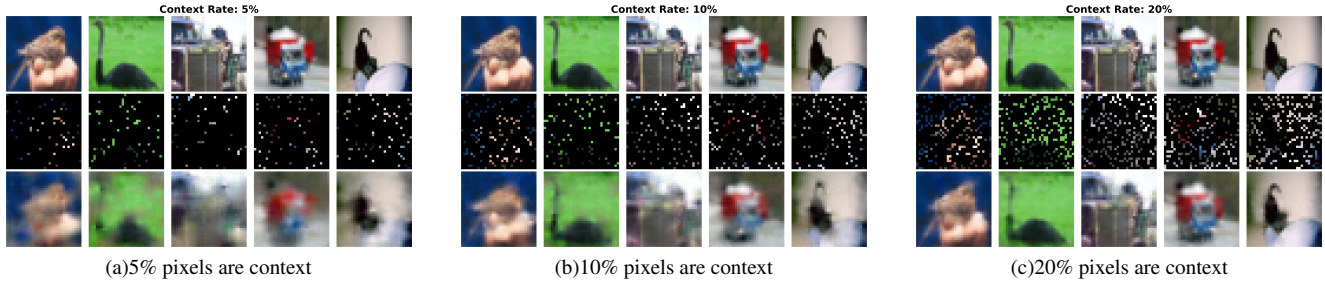 Context Rate: 5%
Context Rate: 10%
Context Rate: 20%
(a)5% pixels are context
(b)10% pixels are context
(c)20% pixels are context